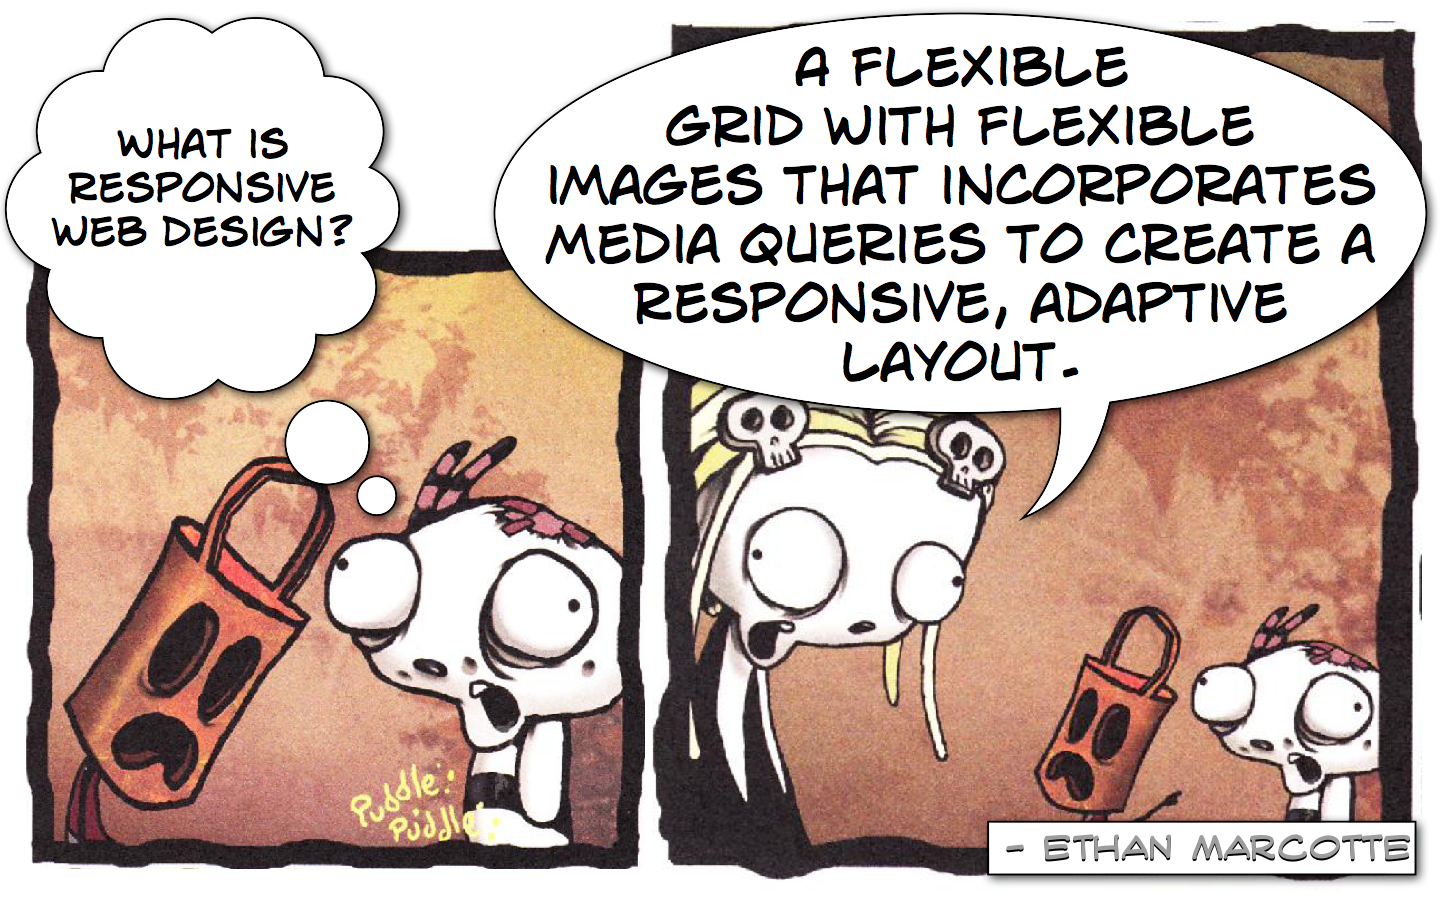 WHAT IS
RESPONSIVE
WEB DESIGN?
A FLEXIBLE
GRID WITH FLEXIBLE
IMAGES THAT INCORPORATES
MEDIA QUERIES TO CREATE A
RESPONSIVE, ADAPTIVE
LAYOUT.
Puddle:
Puddle:
- ETHAN MARCOTTE